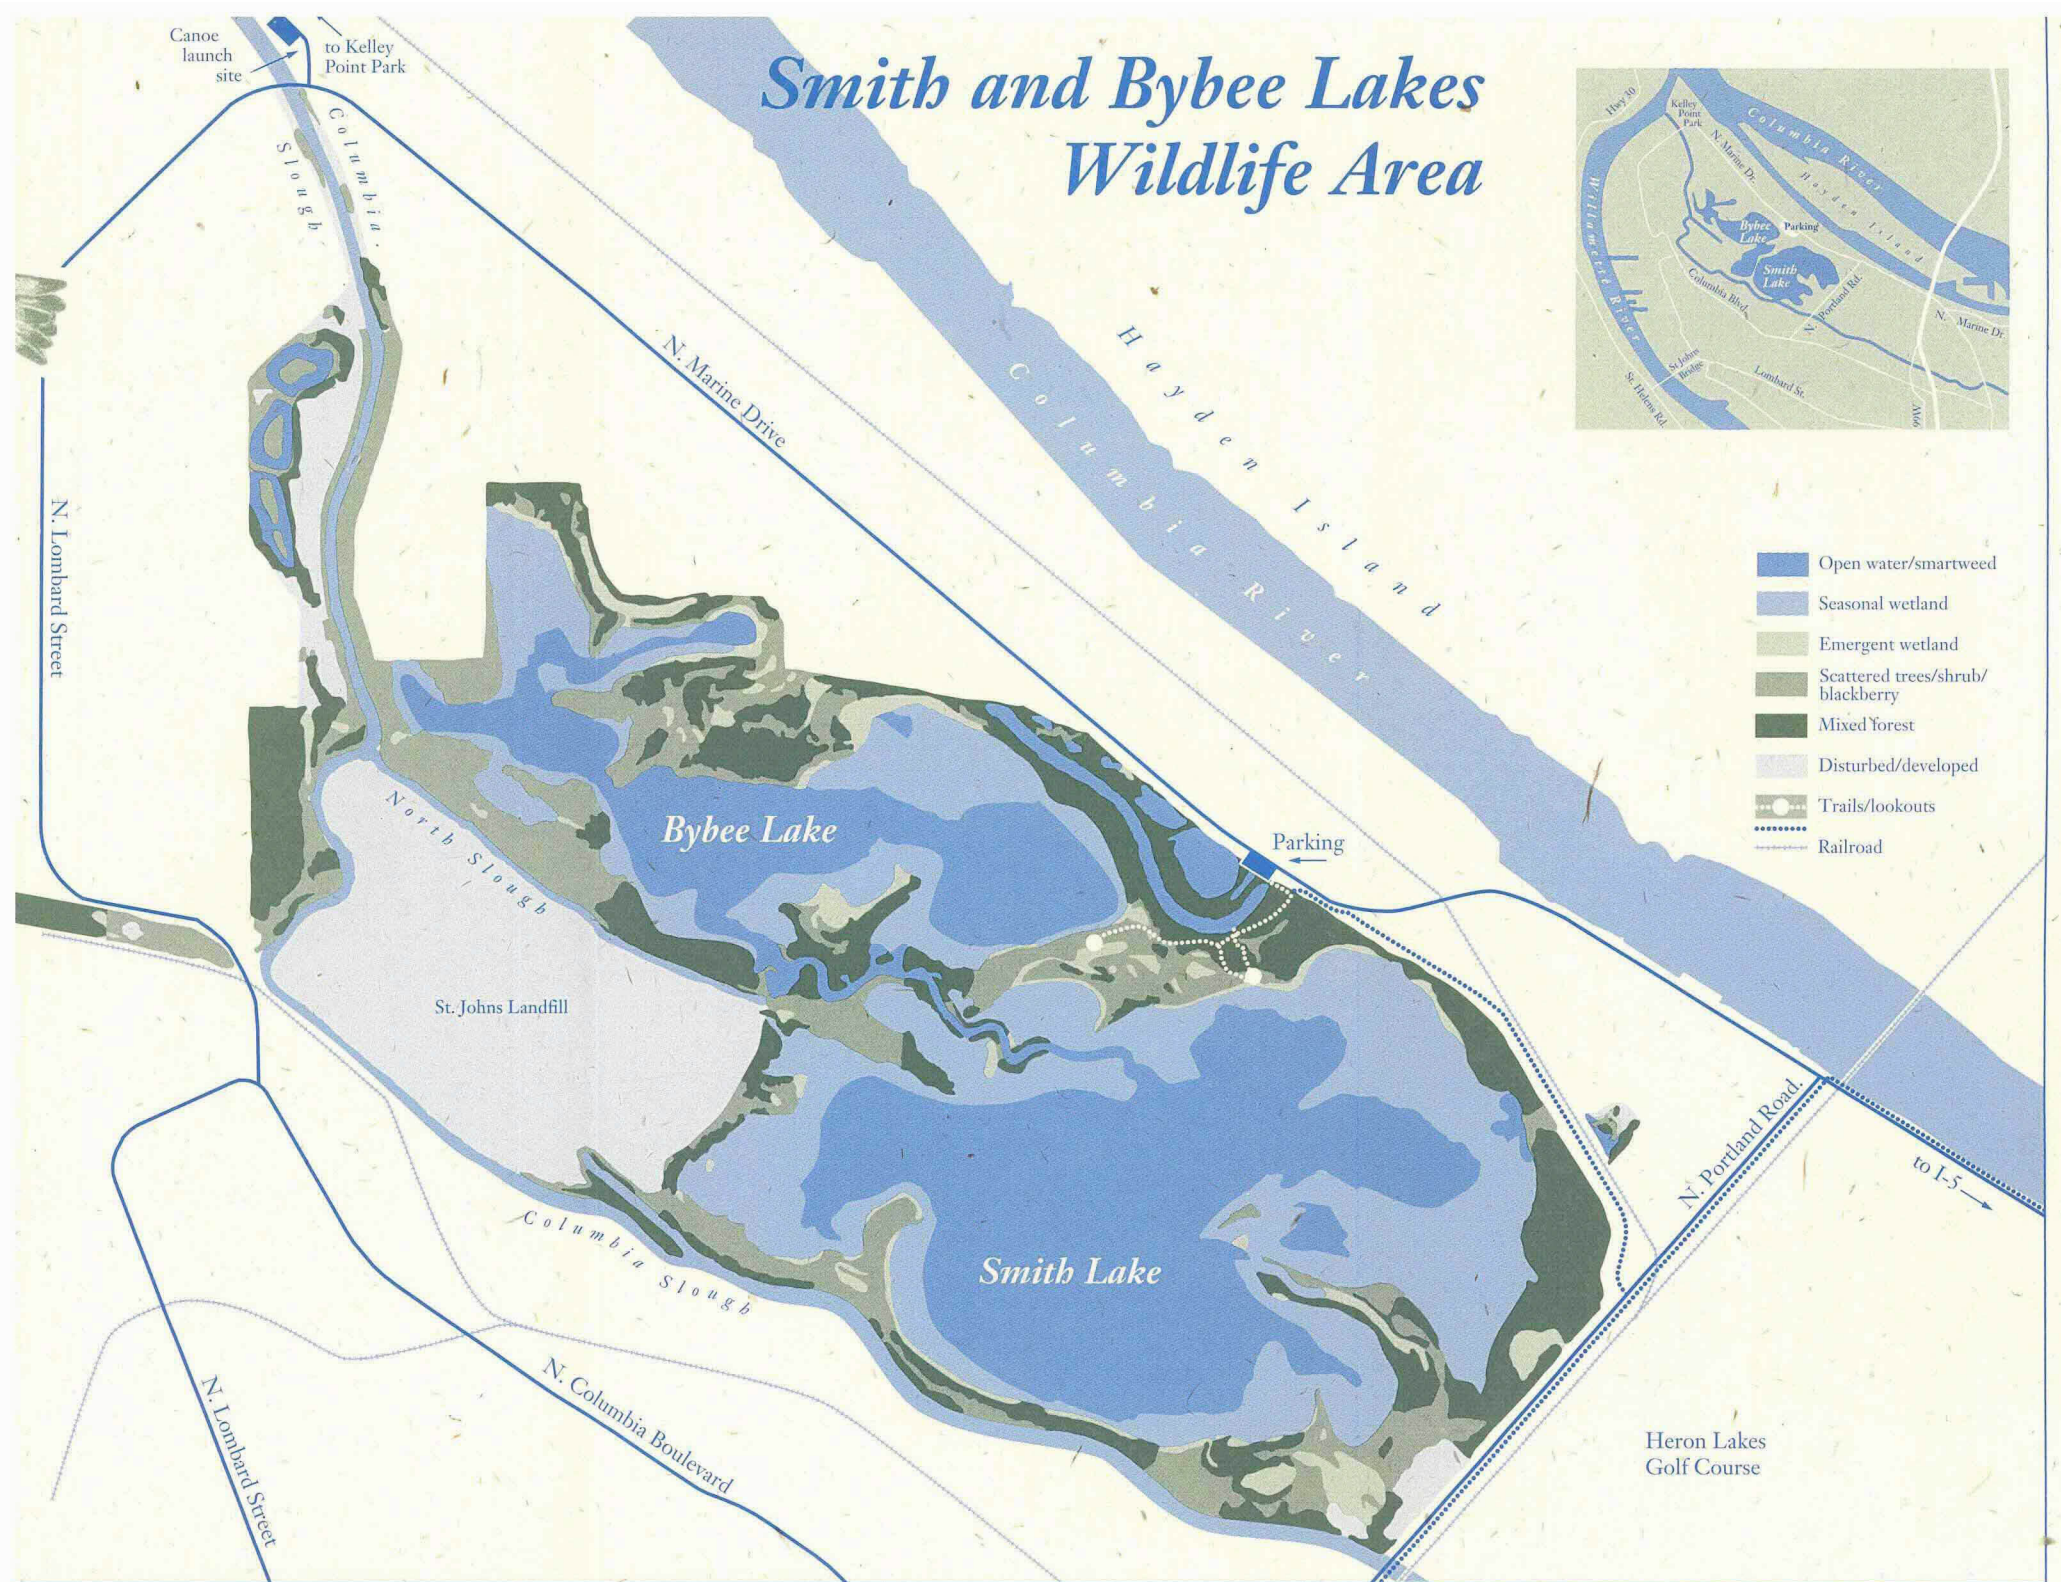 Smith and Bybee Lakes
Wildlife Area
Canoe
launch
site
to Kelley
Point Park
Columbia
Slough
N. Marine Drive
Hayden Island
Columbia River
N. Lombard Street
North Slough
Bybee Lake
Parking
St. Johns Landfill
Columbia Slough
Smith Lake
N. Portland Road.
to I-5
N. Columbia Boulevard
N. Lombard Street
Heron Lakes
Golf Course
Hwy 30
Kelley
Point
Park
Columbia River
N. Marine Dr.
Hayden Island
Willamette River
Bybee
Lake
Parking
Smith
Lake
Columbia Blvd.
N. Portland Rd.
N. Marine Dr.
St Johns
Bridge
Lombard St.
St. Helens Rd.
Open water/smartweed
Seasonal wetland
Emergent wetland
Scattered trees/shrub/
blackberry
Mixed forest
Disturbed/developed
Trails/lookouts
Railroad